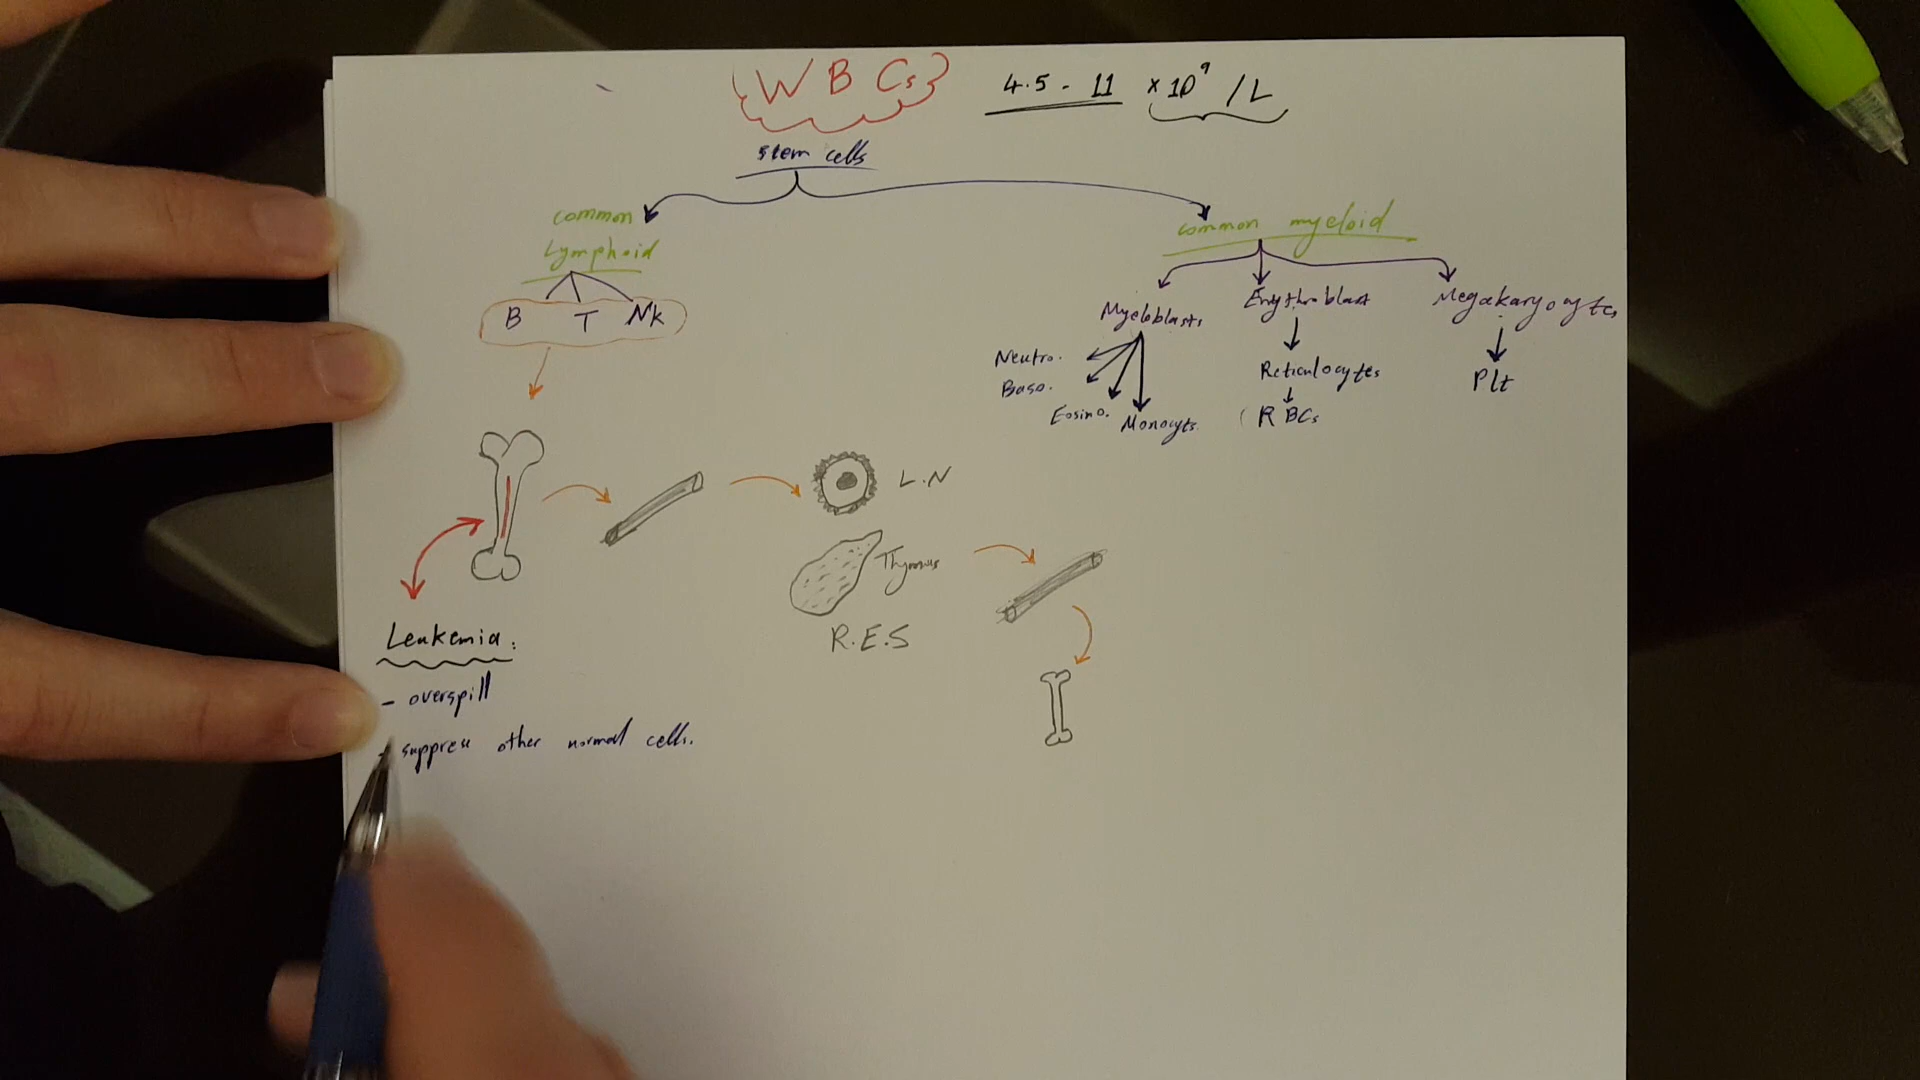 WBCs 4.5 - 11 x10⁹ /L
stem cells
common
Lymphoid
common myeloid
B T NK
Myeloblasts
Erythroblast
Megakaryocytes
Neutro.
Baso.
Eosino.
Monocyts.
Reticulocytes
RBCs
Plt
L.N
Thymus
R.E.S
Leukemia:
- overspill
- suppress other normal cells.